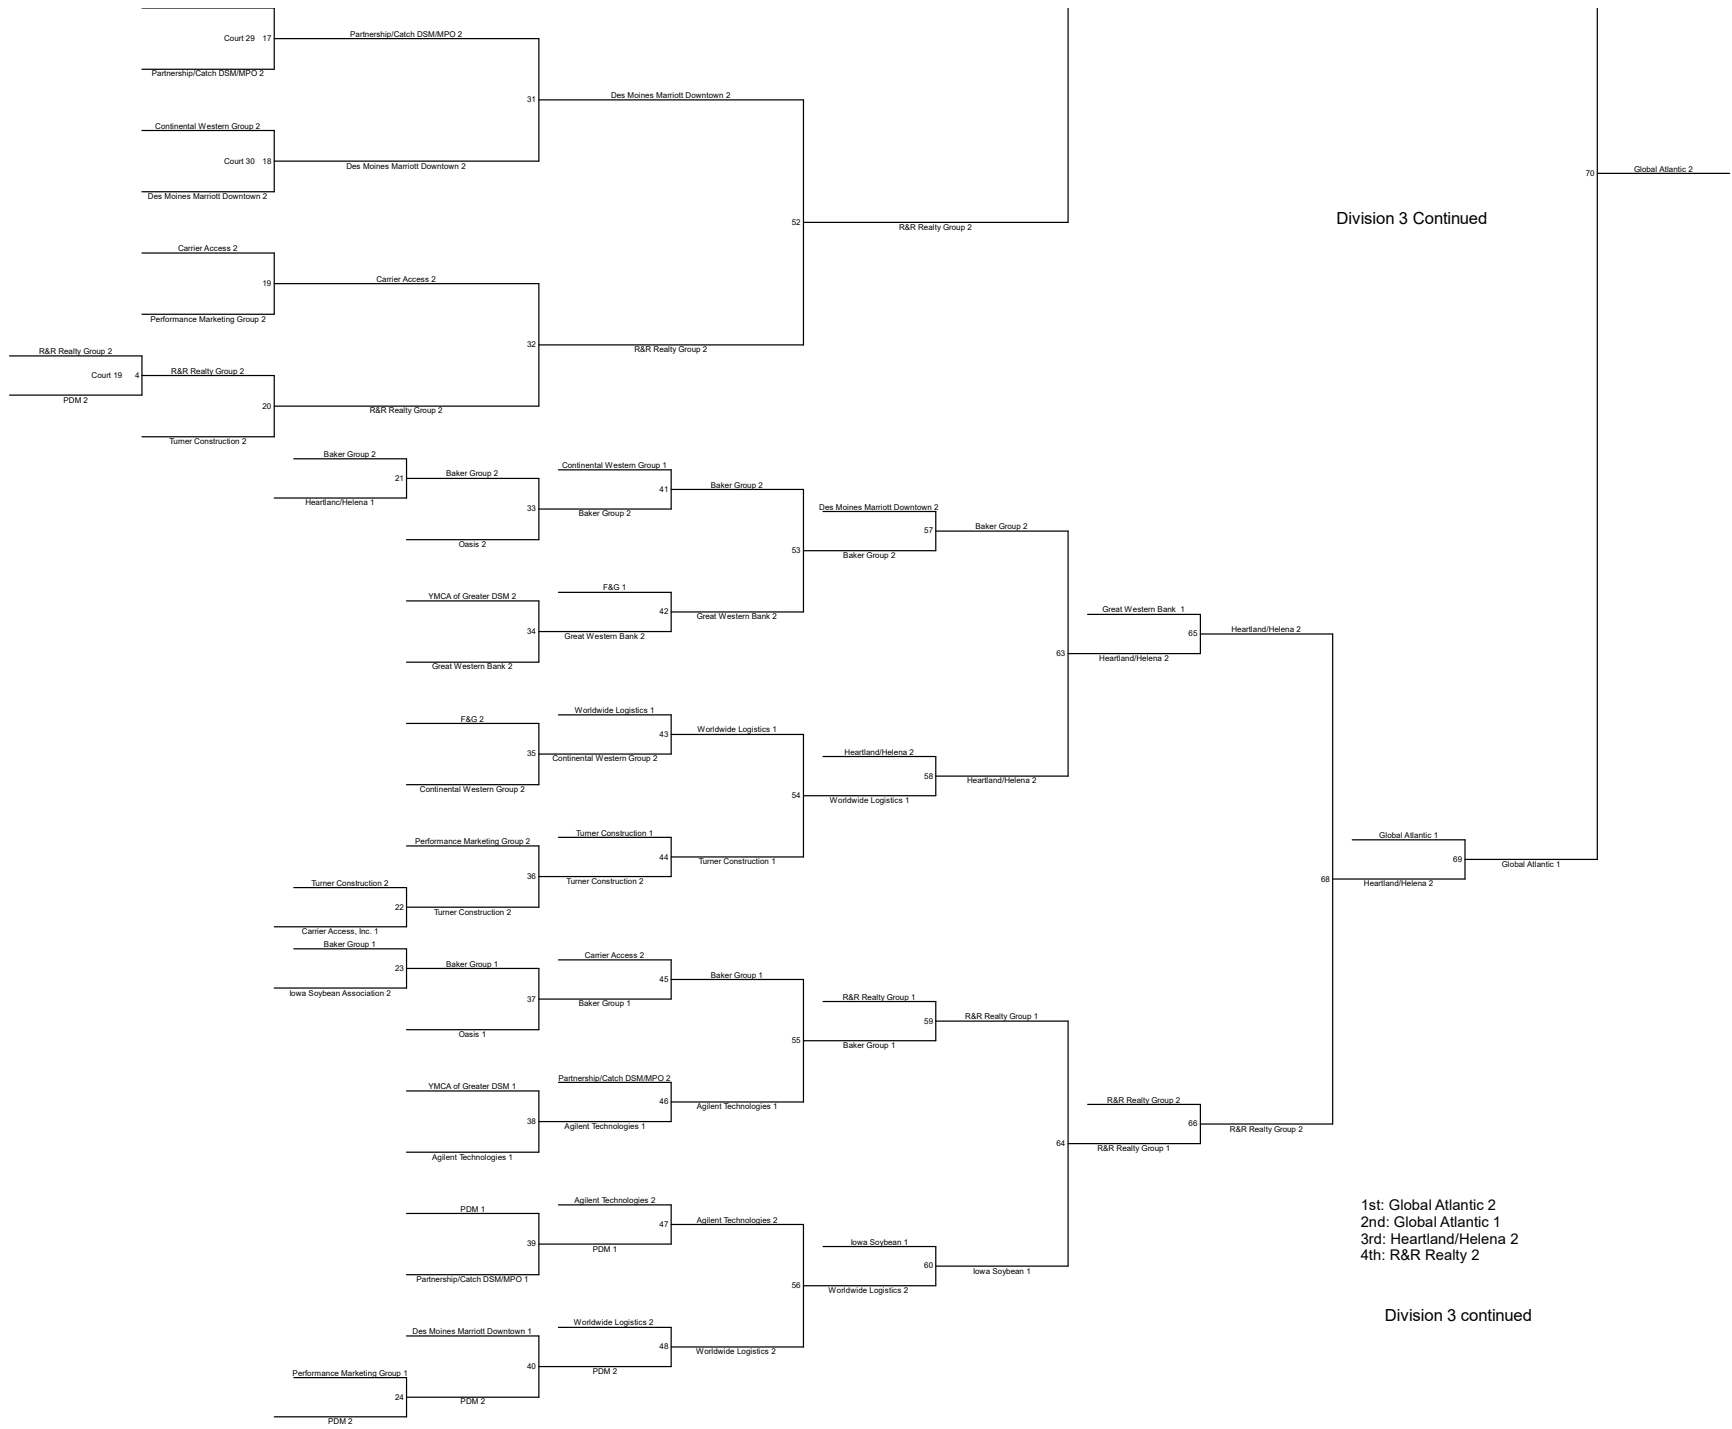 Court 29 17
Partnership/Catch DSM/MPO 2
Partnership/Catch DSM/MPO 2
31
Des Moines Marriott Downtown 2
Continental Western Group 2
Court 30 18
Des Moines Marriott Downtown 2
Des Moines Marriott Downtown 2
70
Global Atlantic 2
52
R&R Realty Group 2
Division 3 Continued
Carrier Access 2
19
Carrier Access 2
Performance Marketing Group 2
32
R&R Realty Group 2
R&R Realty Group 2
Court 19 4
R&R Realty Group 2
PDM 2
20
R&R Realty Group 2
Turner Construction 2
Baker Group 2
21
Baker Group 2
Heartlanc/Helena 1
33
Baker Group 2
Oasis 2
Continental Western Group 1
41
Baker Group 2
53
Baker Group 2
Des Moines Marriott Downtown 2
57
Baker Group 2
YMCA of Greater DSM 2
34
Great Western Bank 2
Great Western Bank 2
F&G 1
42
Great Western Bank 2
63
Heartland/Helena 2
Great Western Bank 1
65
Heartland/Helena 2
F&G 2
35
Continental Western Group 2
Continental Western Group 2
Worldwide Logistics 1
43
Worldwide Logistics 1
54
Worldwide Logistics 1
Heartland/Helena 2
58
Heartland/Helena 2
Performance Marketing Group 2
36
Turner Construction 2
Turner Construction 1
44
Turner Construction 1
Turner Construction 2
22
Turner Construction 2
Carrier Access, Inc. 1
68
Heartland/Helena 2
Global Atlantic 1
69
Global Atlantic 1
Baker Group 1
23
Baker Group 1
Iowa Soybean Association 2
37
Baker Group 1
Oasis 1
Carrier Access 2
45
Baker Group 1
55
Baker Group 1
R&R Realty Group 1
59
R&R Realty Group 1
YMCA of Greater DSM 1
38
Agilent Technologies 1
Agilent Technologies 1
Partnership/Catch DSM/MPO 2
46
Agilent Technologies 1
64
R&R Realty Group 1
R&R Realty Group 2
66
R&R Realty Group 2
PDM 1
39
PDM 1
Partnership/Catch DSM/MPO 1
Agilent Technologies 2
47
Agilent Technologies 2
56
Worldwide Logistics 2
Iowa Soybean 1
60
Iowa Soybean 1
Des Moines Marriott Downtown 1
40
PDM 2
Worldwide Logistics 2
48
Worldwide Logistics 2
Performance Marketing Group 1
24
PDM 2
PDM 2
1st: Global Atlantic 2
2nd: Global Atlantic 1
3rd: Heartland/Helena 2
4th: R&R Realty 2
Division 3 continued